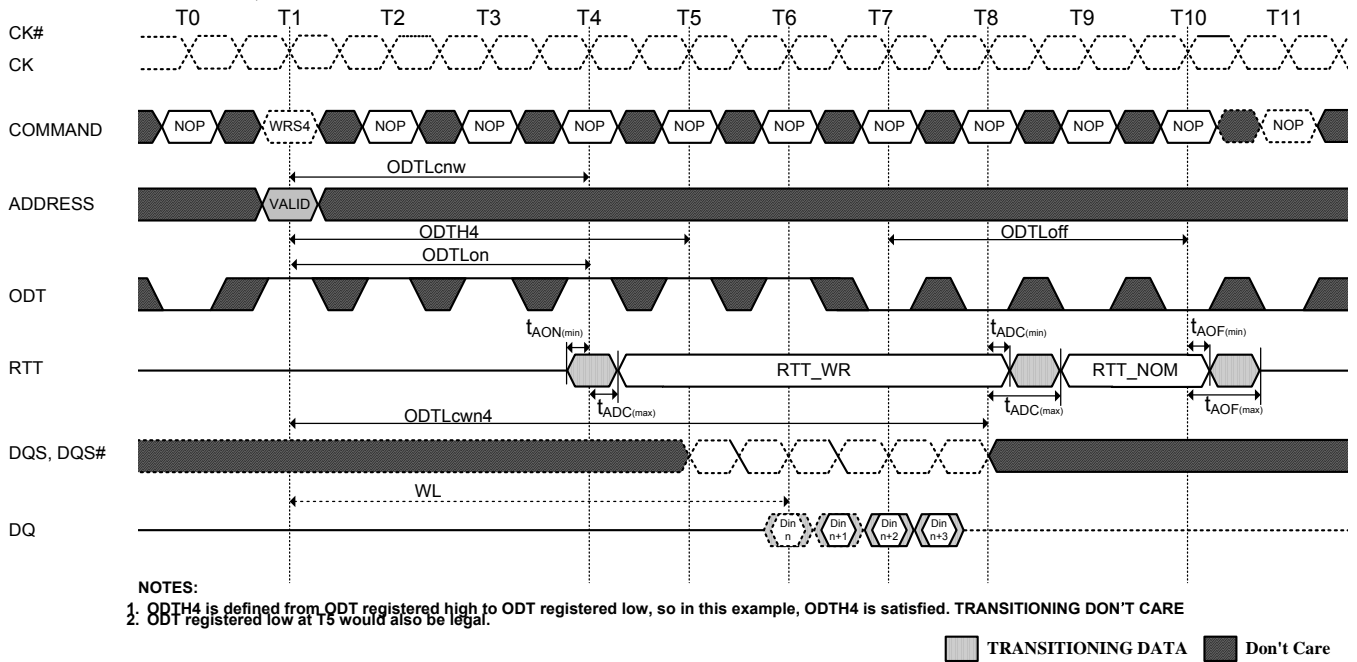 T0 T1 T2 T3 T4 T5 T6 T7 T8 T9 T10 T11
CK#
CK
COMMAND NOP WRS4 NOP NOP NOP NOP NOP NOP NOP NOP NOP NOP
ODTLcnw
ADDRESS VALID
ODTH4 ODTLoff
ODTLon
ODT
tAON(min) tADC(min) tAOF(min)
RTT RTT_WR RTT_NOM
tADC(max) tADC(max) tAOF(max)
ODTLcwn4
DQS, DQS#
WL
DQ Din n Din n+1 Din n+2 Din n+3
NOTES:
1. ODTH4 is defined from ODT registered high to ODT registered low, so in this example, ODTH4 is satisfied. TRANSITIONING DON'T CARE
2. ODT registered low at T5 would also be legal.
TRANSITIONING DATA Don't Care